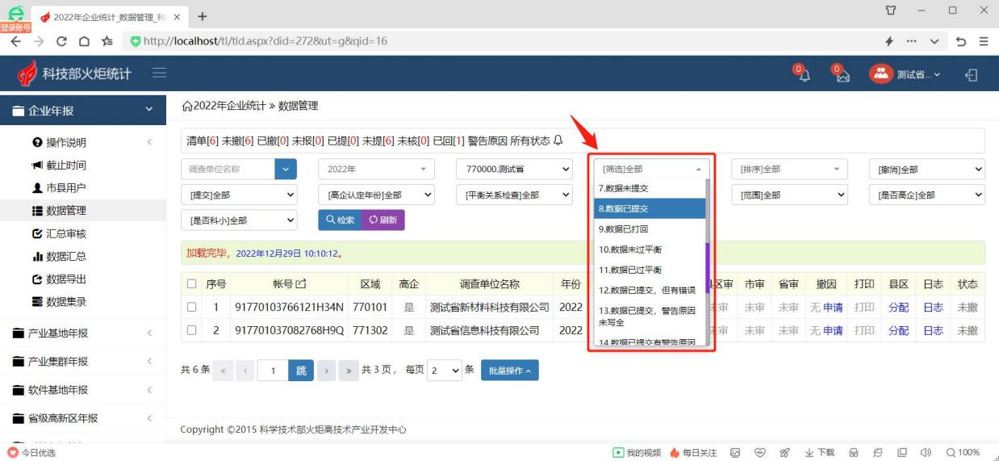 2022年企业统计_数据管理_科
登录账号
http://localhost/tl/tld.aspx?did=272&ut=g&qid=16
科技部火炬统计
0
0
测试省...
企业年报
操作说明
截止时间
市县用户
数据管理
汇总审核
数据汇总
数据导出
数据集录
产业基地年报
产业集群年报
软件基地年报
省级高新区年报
2022年企业统计 » 数据管理
清单[6] 未撤[6] 已撤[0] 未报[0] 已提[0] 未提[6] 未核[0] 已回[1] 警告原因 所有状态
调查单位名称 2022年 770000.测试省 [筛选]全部 [排序]全部 [撤消]全部
[提交]全部 [高企认定年份]全部 [平衡关系检查]全部 [范围]全部 [是否高企]全部
[是否科小]全部 检索 刷新
7.数据未提交
8.数据已提交
9.数据已打回
10.数据未过平衡
11.数据已过平衡
12.数据已提交，但有错误
13.数据已提交，警告原因
未写全
14.数据已提交有警告原因
加载完毕，2022年12月29日 10:10:12。
序号 帐号 区域 高企 调查单位名称 年份 区审 市审 省审 撤因 打印 县区 日志 状态
1 91770103766121H34N 770101 是 测试省新材料科技有限公司 2022 未审 未审 未审 无 申请 打印 分配 日志 未撤
2 917701037082768H9Q 771302 是 测试省信息科技有限公司 2022 未审 未审 未审 无 申请 打印 分配 日志 未撤
共 6 条 « ‹ 1 跳 › » 共 3 页， 每页 2 条 批量操作
Copyright ©2015 科学技术部火炬高技术产业开发中心
今日优选 我的视频 每日关注 下载 100%